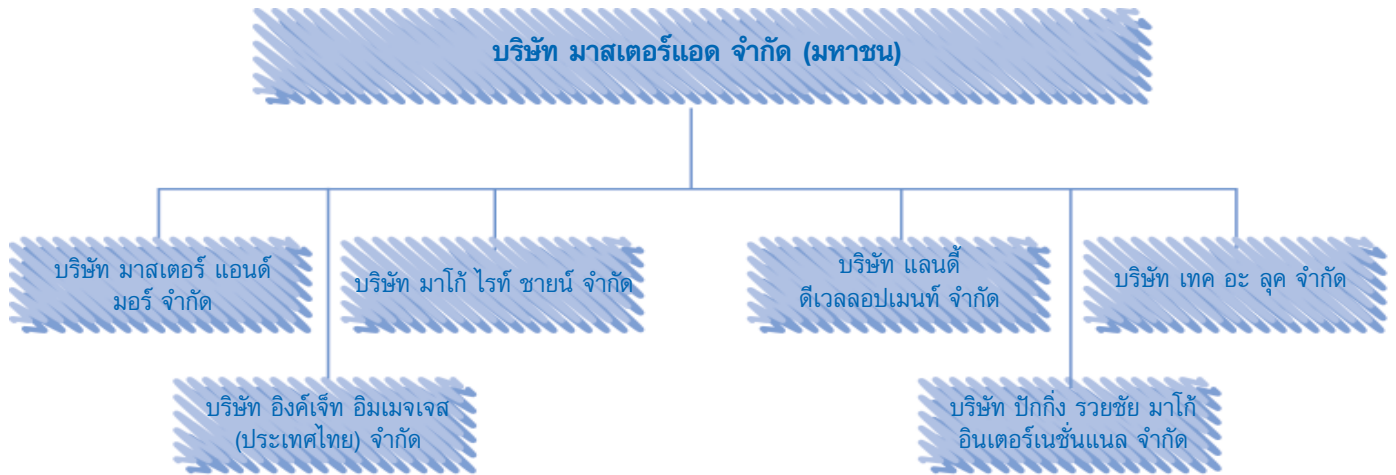 บริษัท มาสเตอร์แอด จำกัด (มหาชน)
บริษัท มาสเตอร์ แอนด์
มอร์ จำกัด
บริษัท มาโก้ ไรท์ ซายน์ จำกัด
บริษัท แลนดี้
ดีเวลลอปเมนท์ จำกัด
บริษัท เทค อะ ลุค จำกัด
บริษัท อิงค์เจ็ท อิมเมจเจส
(ประเทศไทย) จำกัด
บริษัท ปักกิ่ง รวยชัย มาโก้
อินเตอร์เนชั่นแนล จำกัด